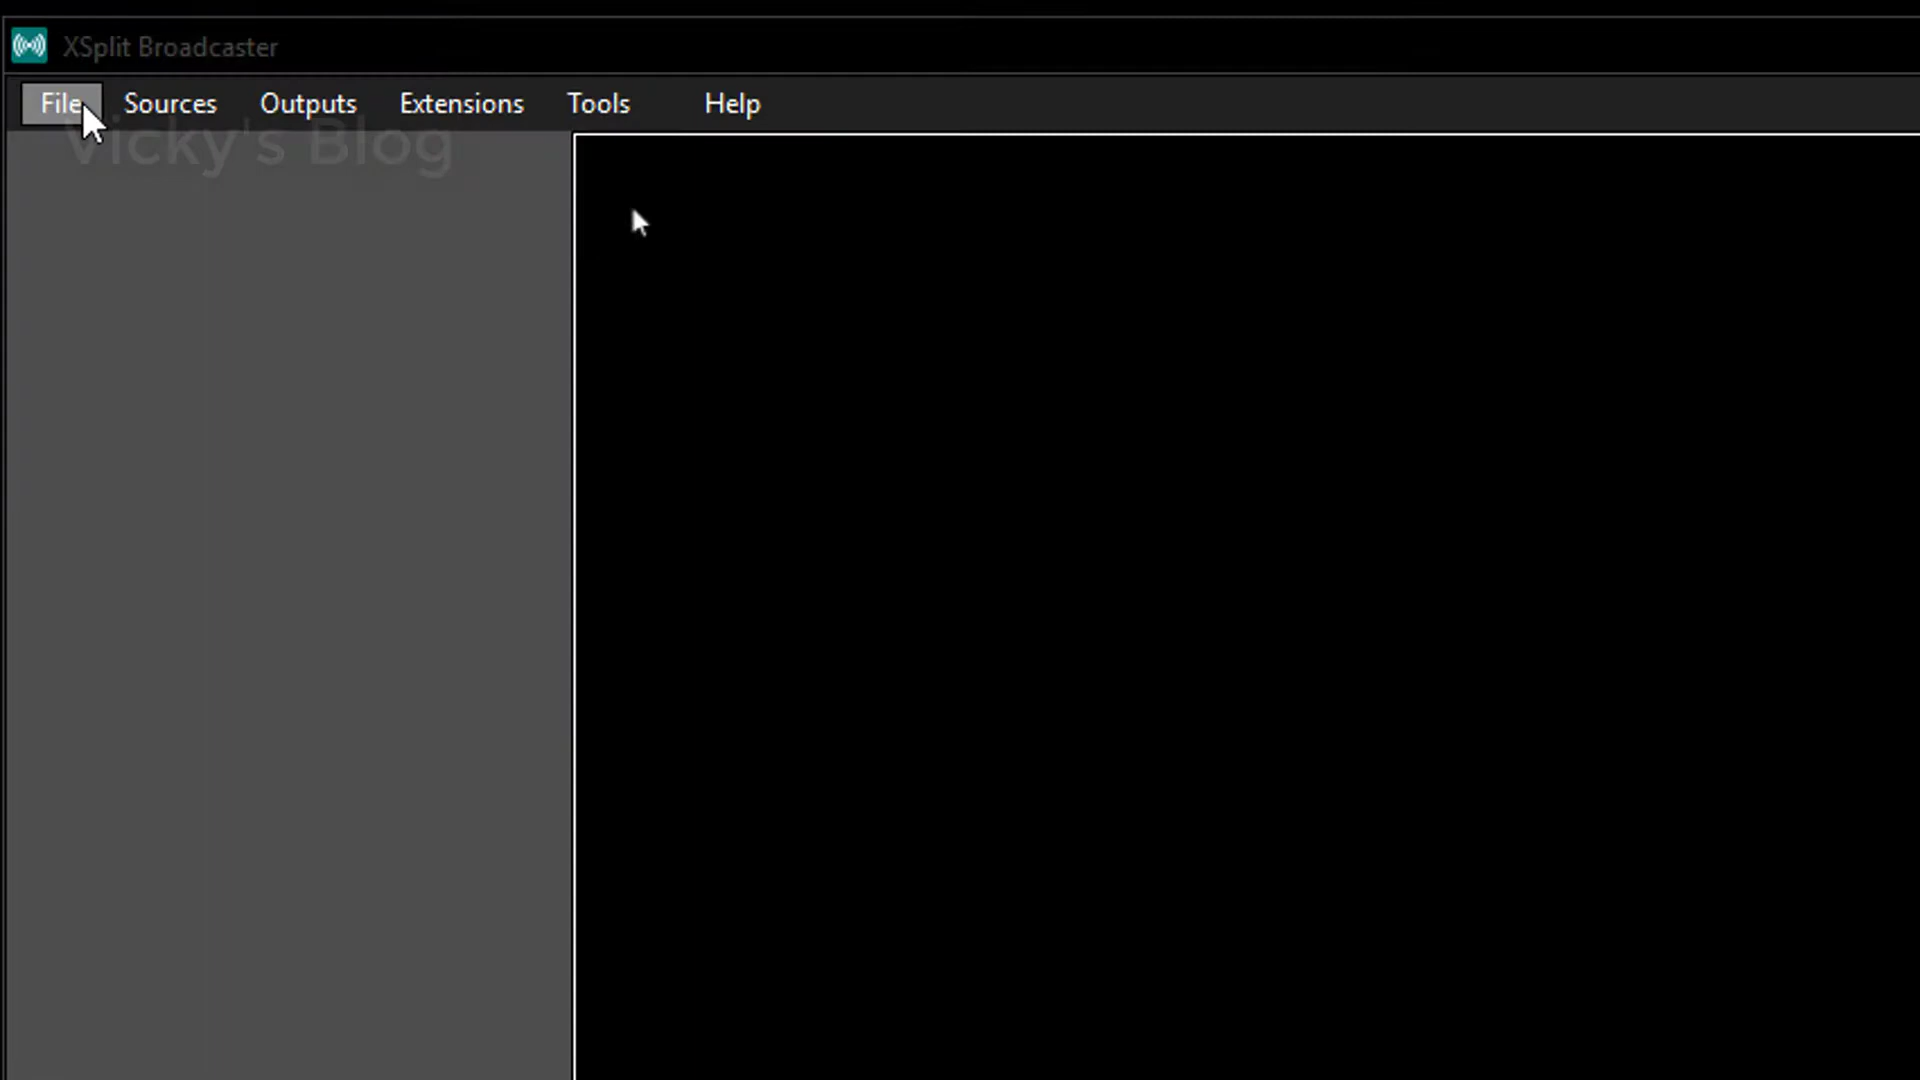 XSplit Broadcaster
File Sources Outputs Extensions Tools Help
Vicky's Blog